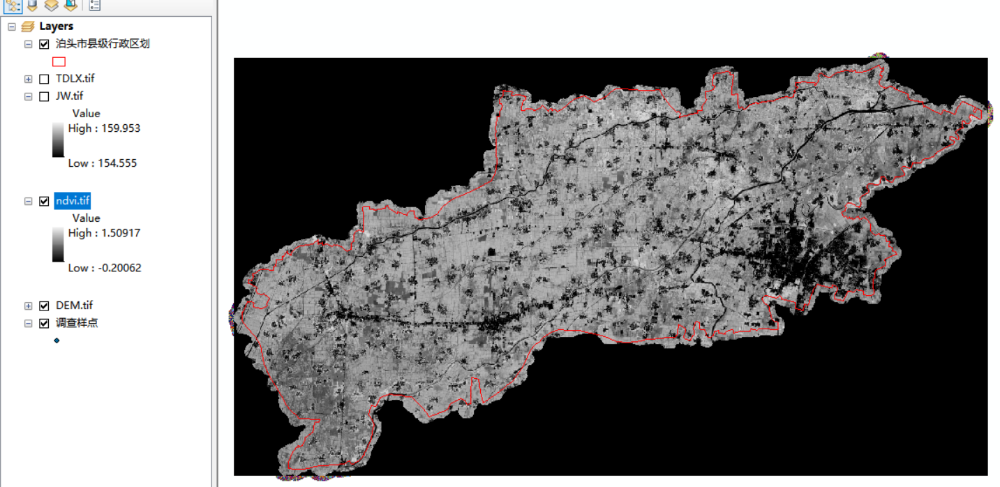 Layers
泊头市县级行政区划
TDLX.tif
JW.tif
Value
High : 159.953
Low : 154.555
ndvi.tif
Value
High : 1.50917
Low : -0.20062
DEM.tif
调查样点